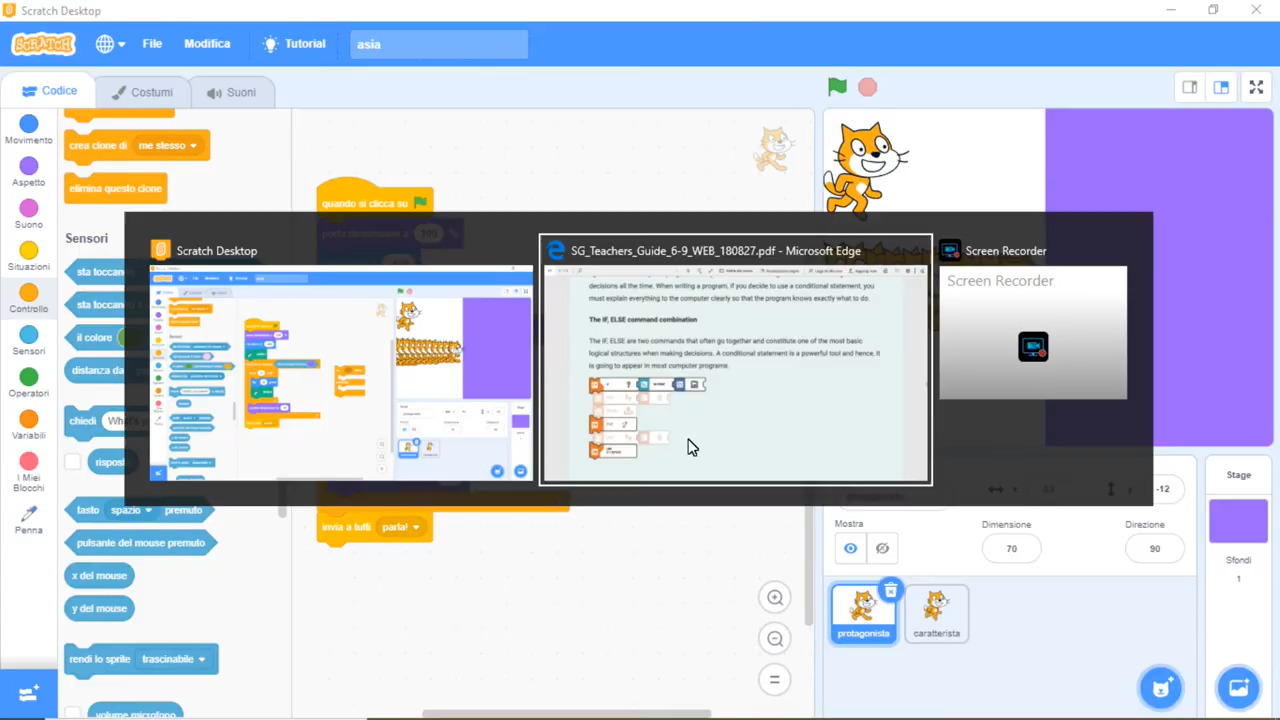 Scratch Desktop
SCRATCH
File
Modifica
Tutorial
asia
Codice
Costumi
Suoni
Movimento
Aspetto
Suono
Situazioni
Controllo
Sensori
Operatori
Variabili
I Miei
Blocchi
Penna
crea clone di me stesso
elimina questo clone
Sensori
sta toccando
sta toccando
il colore
distanza da
chiedi What's
rispost
tasto spazio premuto
pulsante del mouse premuto
x del mouse
y del mouse
rendi lo sprite trascinabile
volume microfono
quando si clicca su
invia a tutti parla!
Scratch Desktop
SG_Teachers_Guide_6-9_WEB_180827.pdf - Microsoft Edge
decisions all the time. When writing a program, if you decide to use a conditional statement, you
must explain everything to the computer clearly so that the program knows exactly what to do.
The IF, ELSE command combination
The IF, ELSE are two commands that often go together and constitute one of the most basic
logical structures when making decisions. A conditional statement is a powerful tool and hence, it
is going to appear in most computer programs.
Screen Recorder
Screen Recorder
-12
Mostra
Dimensione
70
Direzione
90
protagonista
caratterista
Stage
Sfondi
1